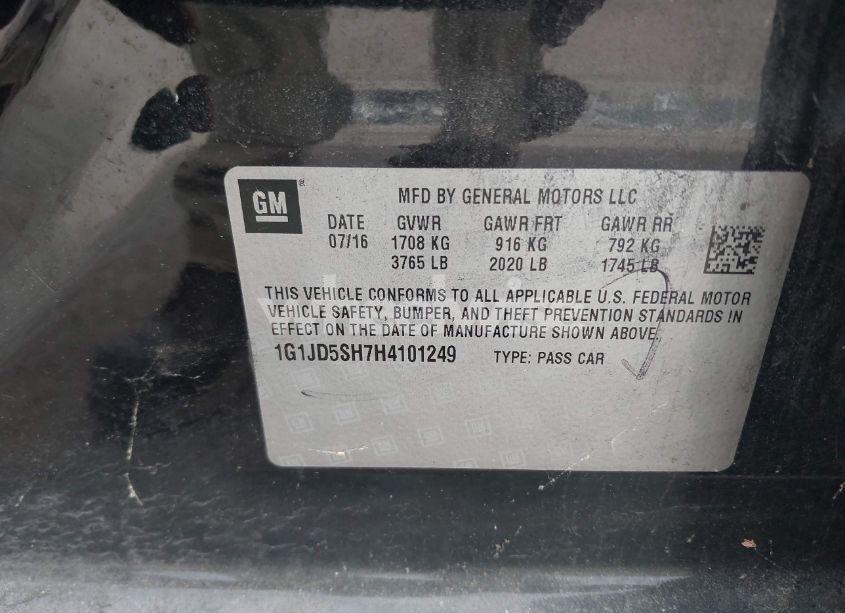 GM
MFD BY GENERAL MOTORS LLC
DATE GVWR GAWR FRT GAWR RR
07/16 1708 KG 916 KG 792 KG
3765 LB 2020 LB 1745 LB
THIS VEHICLE CONFORMS TO ALL APPLICABLE U.S. FEDERAL MOTOR
VEHICLE SAFETY, BUMPER, AND THEFT PREVENTION STANDARDS IN
EFFECT ON THE DATE OF MANUFACTURE SHOWN ABOVE.
1G1JD5SH7H4101249 TYPE: PASS CAR